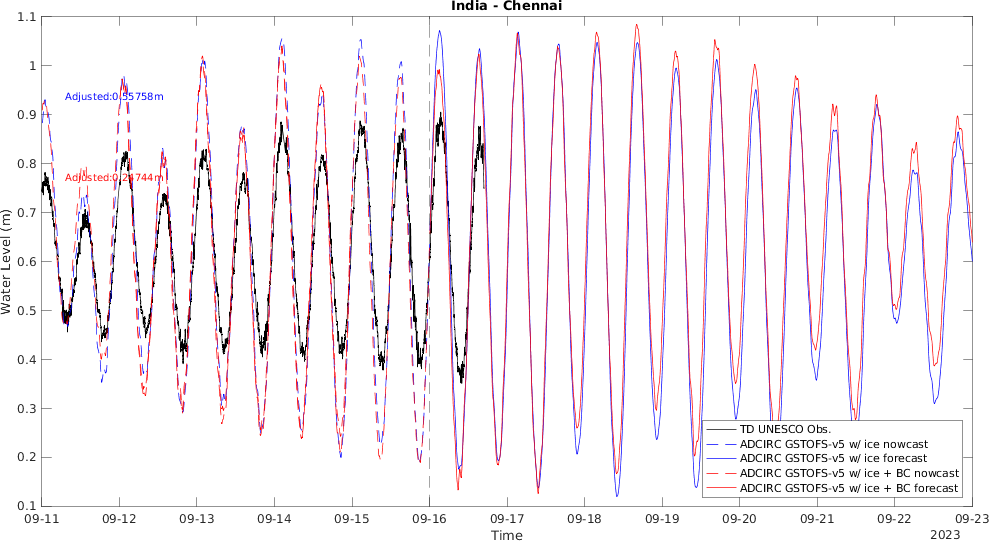 India - Chennai
1.1
1
0.9
0.8
0.7
0.6
0.5
0.4
0.3
0.2
0.1
Water Level (m)
Adjusted:0.55758m
Adjusted:0.24744m
TD UNESCO Obs.
ADCIRC GSTOFS-v5 w/ ice nowcast
ADCIRC GSTOFS-v5 w/ ice forecast
ADCIRC GSTOFS-v5 w/ ice + BC nowcast
ADCIRC GSTOFS-v5 w/ ice + BC forecast
09-11 09-12 09-13 09-14 09-15 09-16 09-17 09-18 09-19 09-20 09-21 09-22 09-23
Time
2023